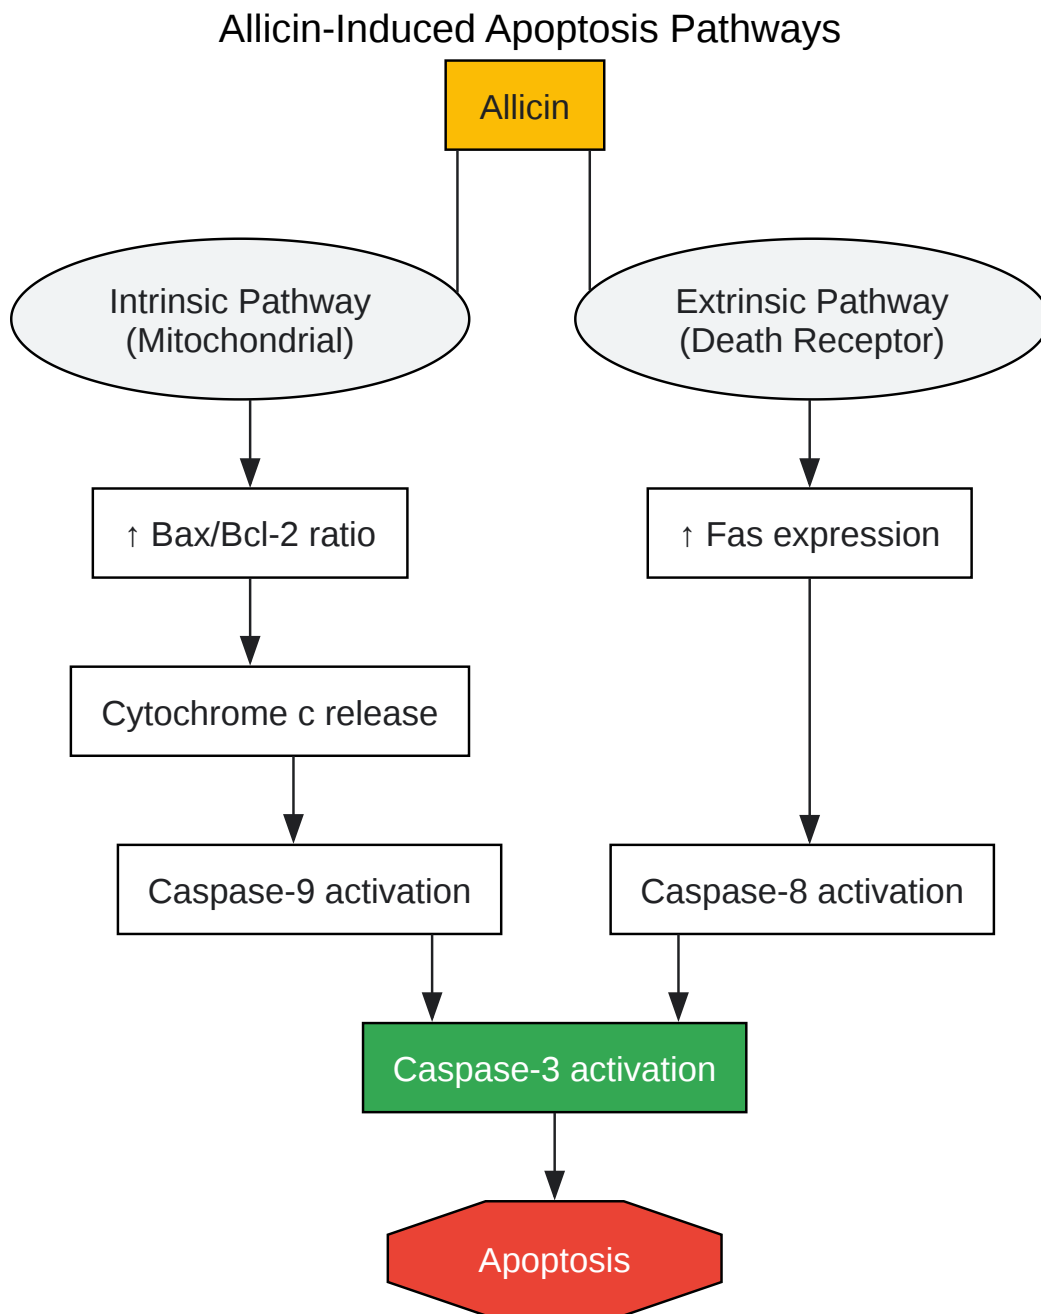 Allicin-Induced Apoptosis Pathways
Allicin
Intrinsic Pathway
(Mitochondrial)
Extrinsic Pathway
(Death Receptor)
↑ Bax/Bcl-2 ratio
↑ Fas expression
Cytochrome c release
Caspase-9 activation
Caspase-8 activation
Caspase-3 activation
Apoptosis